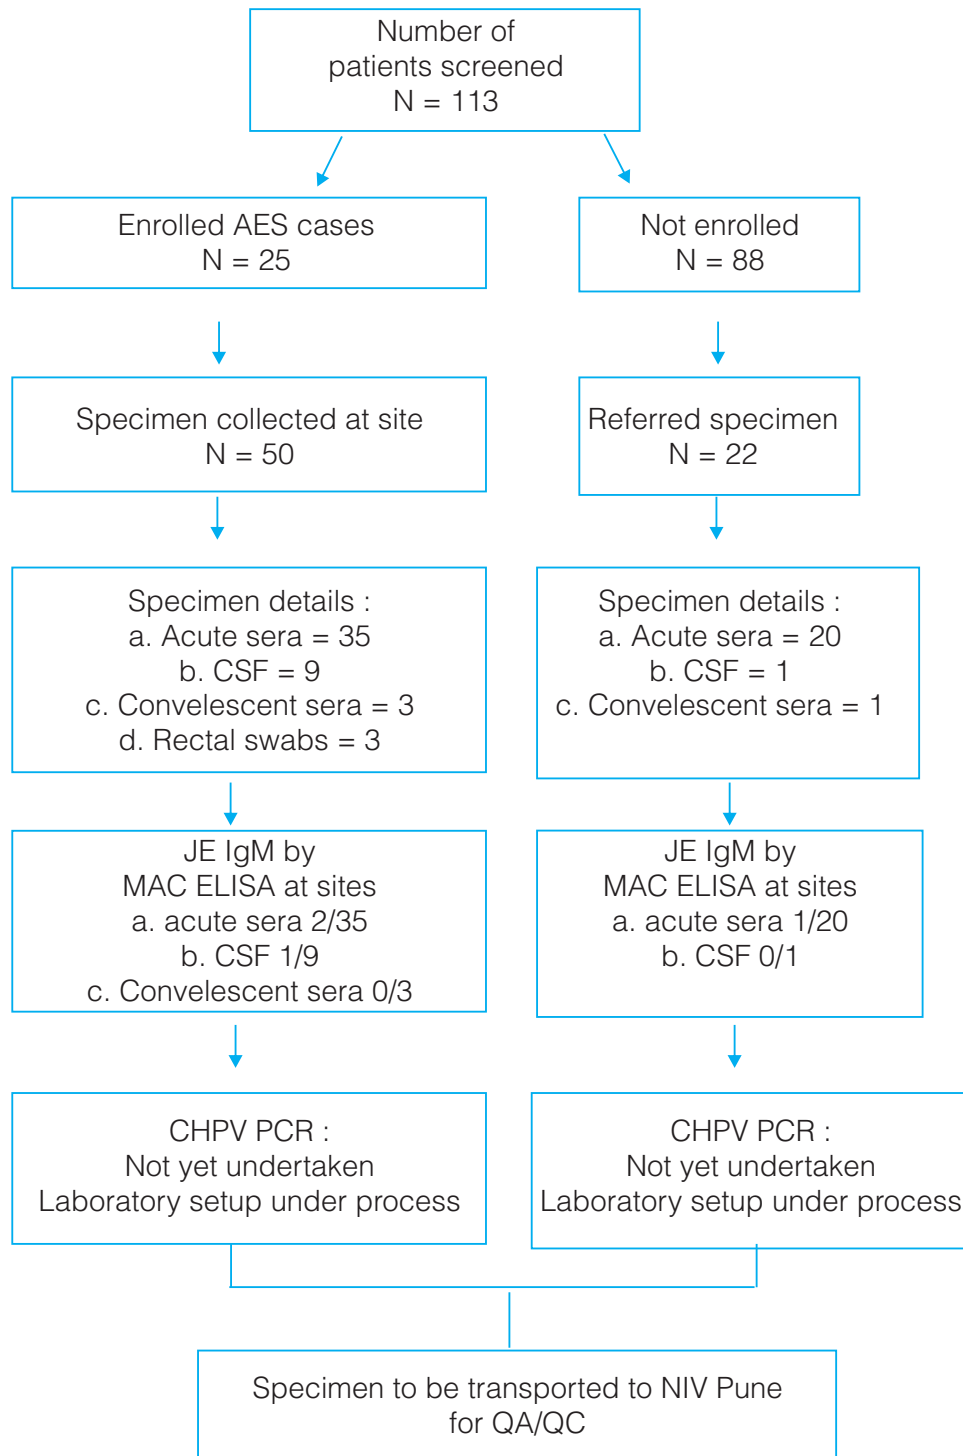 Number of
patients screened
N = 113
Enrolled AES cases
N = 25
Not enrolled
N = 88
Specimen collected at site
N = 50
Referred specimen
N = 22
Specimen details :
a. Acute sera = 35
b. CSF = 9
c. Convelescent sera = 3
d. Rectal swabs = 3
Specimen details :
a. Acute sera = 20
b. CSF = 1
c. Convelescent sera = 1
JE IgM by
MAC ELISA at sites
a. acute sera 2/35
b. CSF 1/9
c. Convelescent sera 0/3
JE IgM by
MAC ELISA at sites
a. acute sera 1/20
b. CSF 0/1
CHPV PCR :
Not yet undertaken
Laboratory setup under process
CHPV PCR :
Not yet undertaken
Laboratory setup under process
Specimen to be transported to NIV Pune
for QA/QC